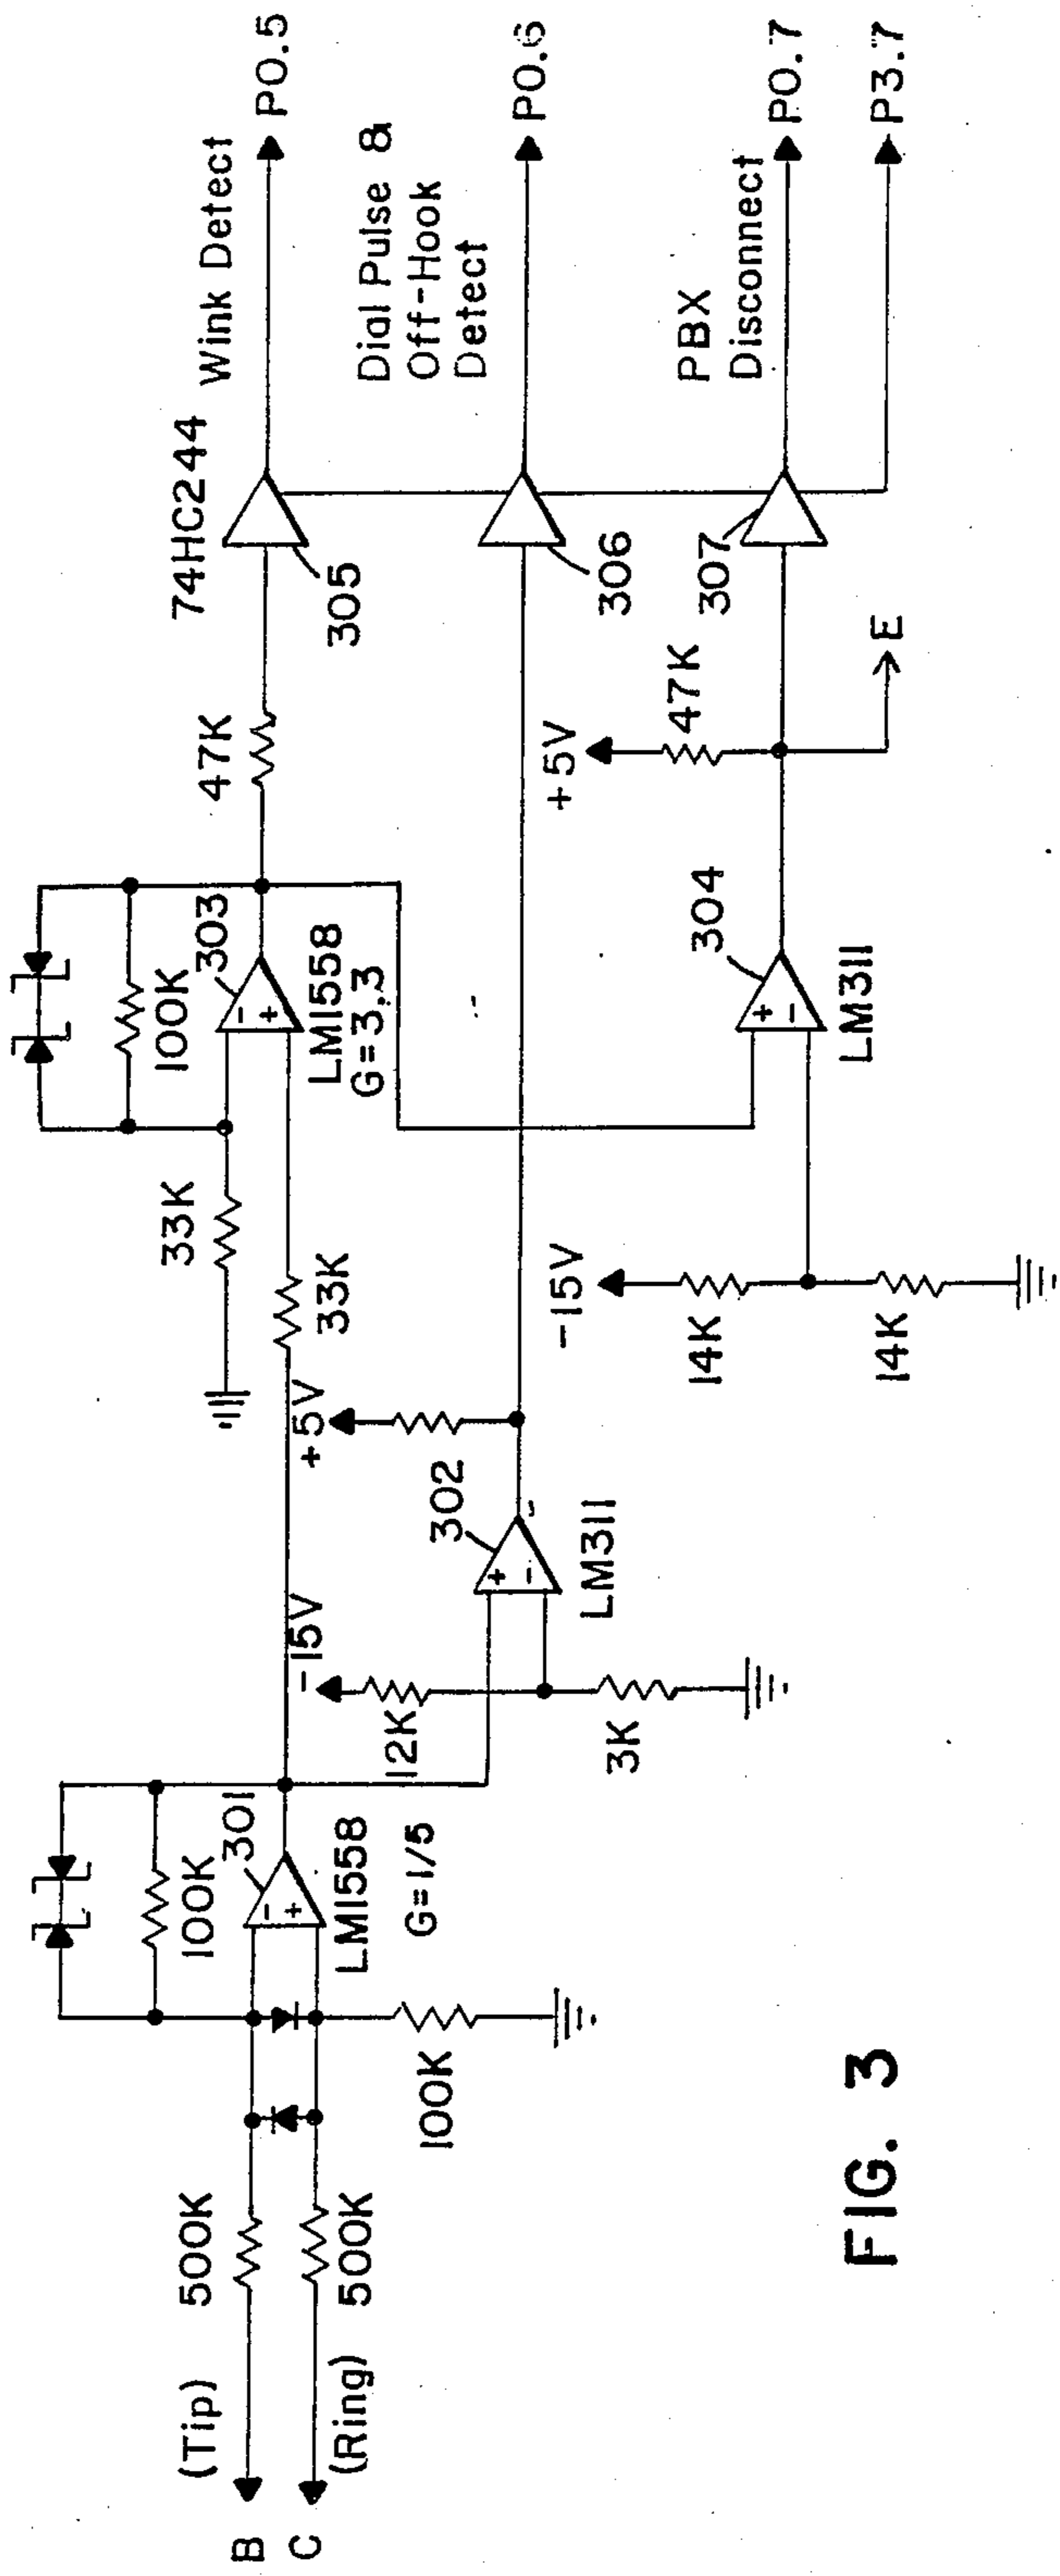 B
(Tip)
500K
C
(Ring)
500K
100K
100K
301
LM1558
G=1/5
-15V
12K
3K
302
LM311
+5V
33K
33K
100K
303
LM1558
G=3.3
-15V
14K
14K
304
LM311
47K
+5V
47K
E
74HC244
305
306
307
Wink Detect
P0.5
Dial Pulse &
Off-Hook
Detect
P0.6
PBX
Disconnect
P0.7
P3.7
FIG. 3